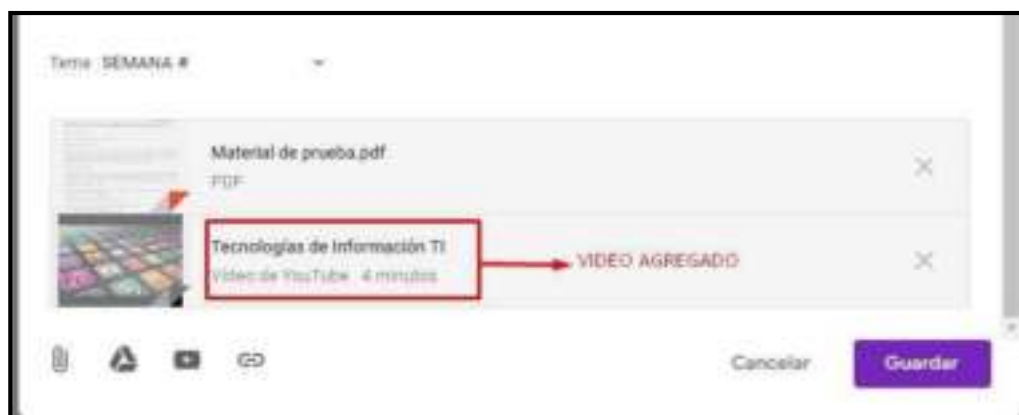 Tema SEMANA #
Material de prueba.pdf
PDF
Tecnologías de Información TI
Vídeo de YouTube 4 minutos
VIDEO AGREGADO
Cancelar
Guardar